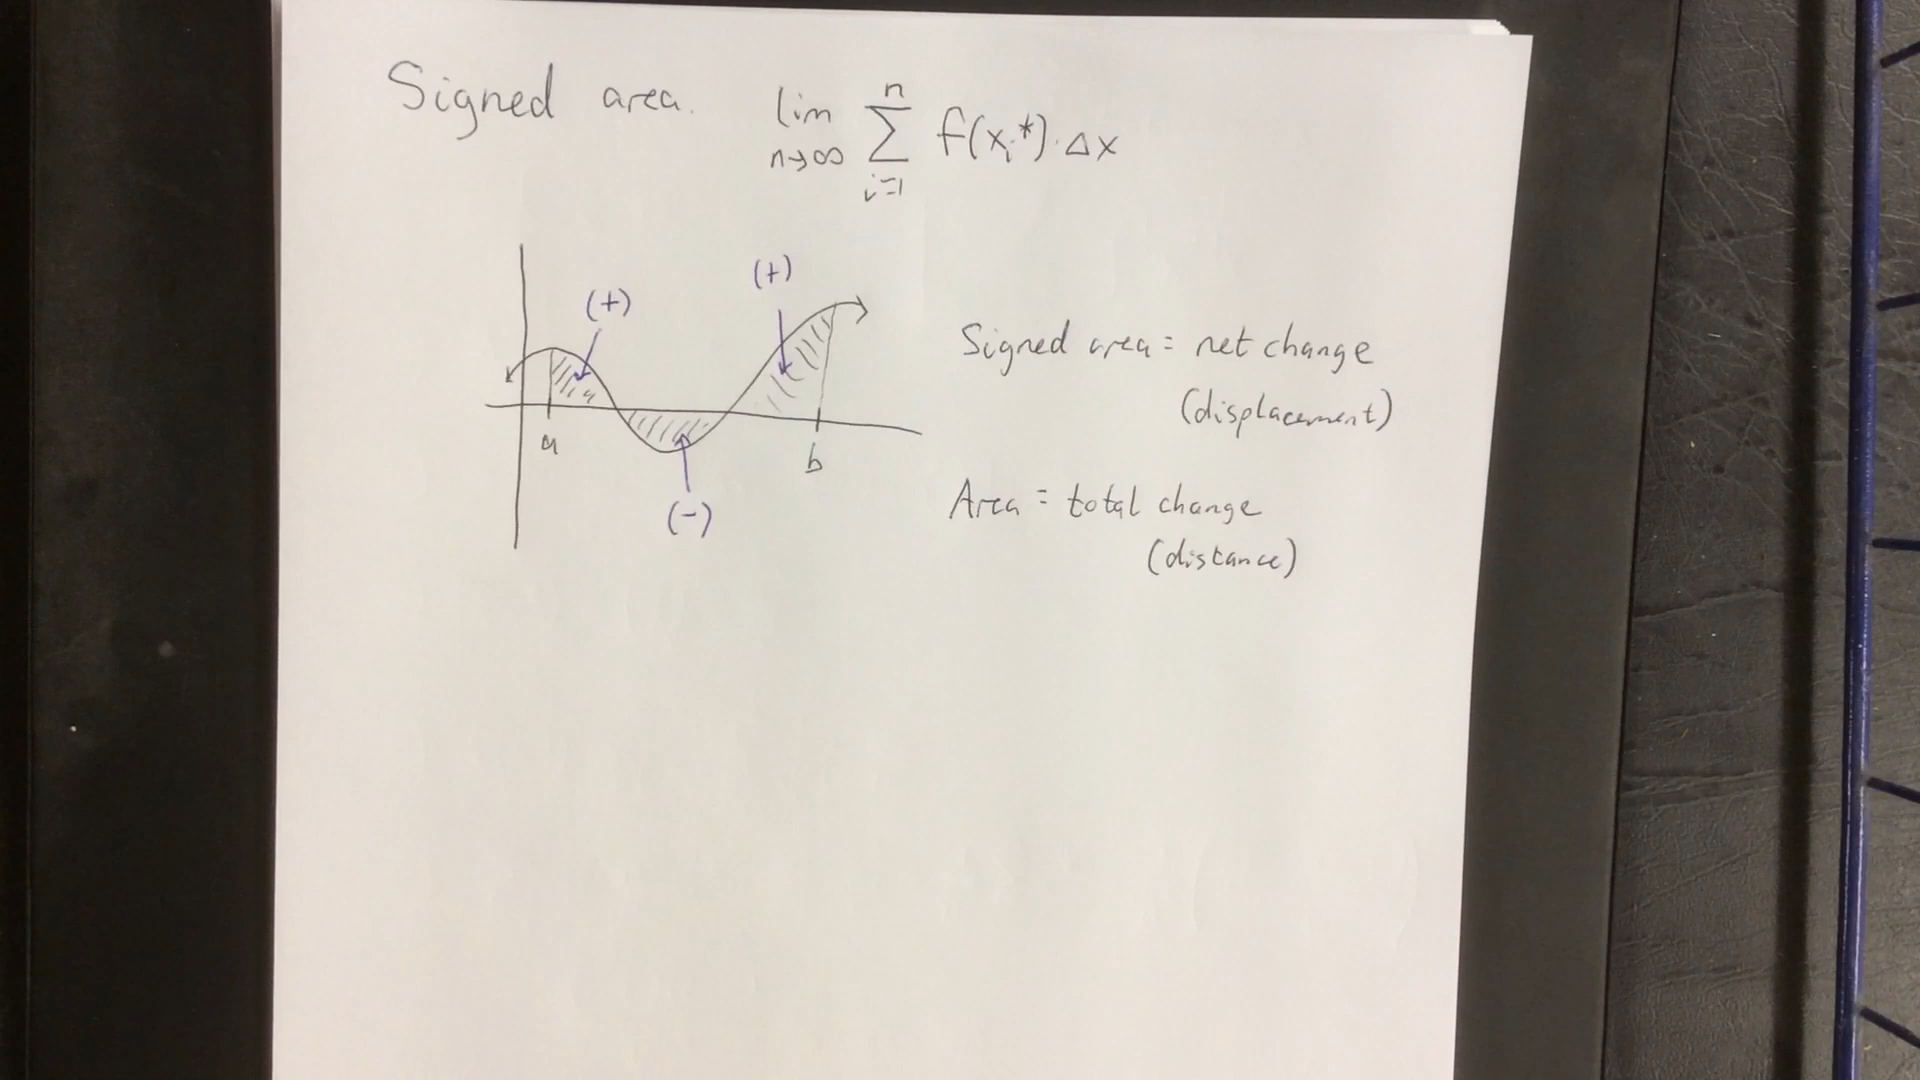 Signed area. lim n→∞ n Σ i=1 f(xᵢ*)·Δx
(+)
(+)
a
b
(-)
Signed area = net change
(displacement)
Area = total change
(distance)